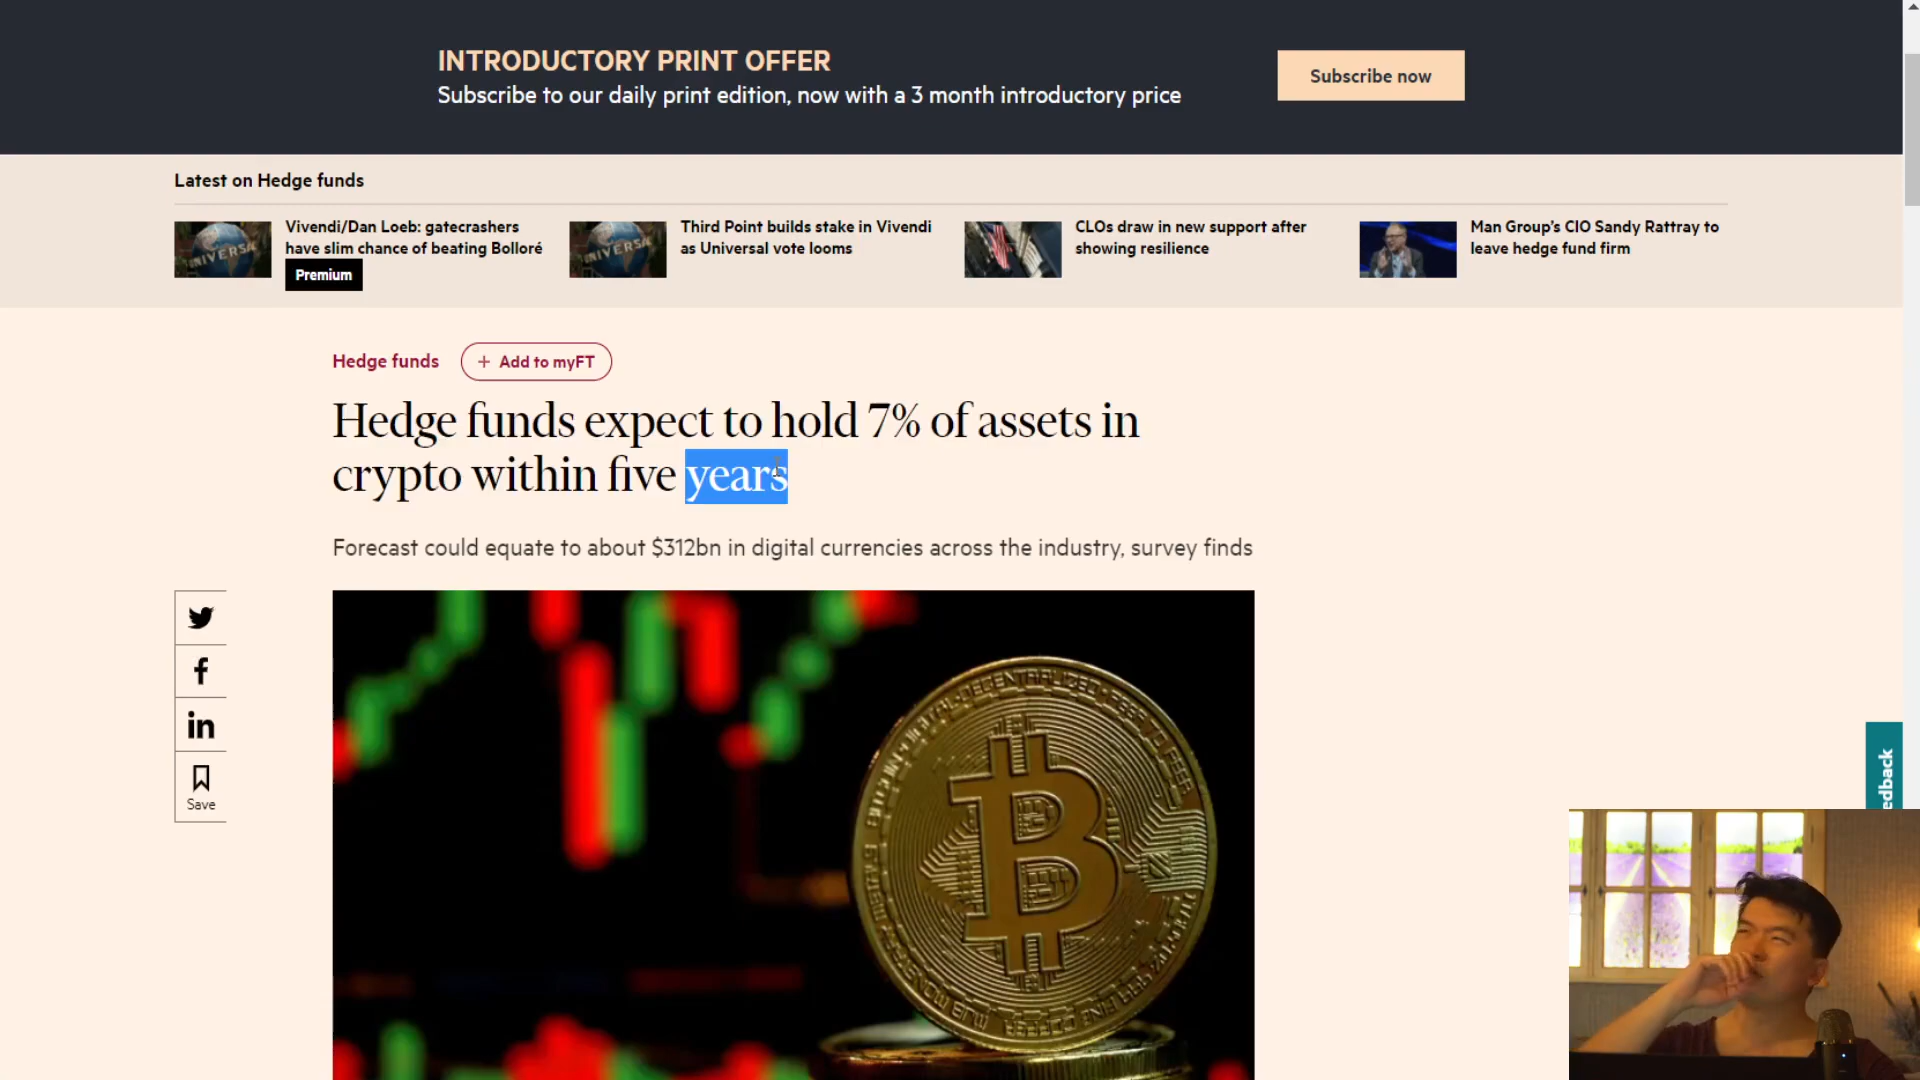 INTRODUCTORY PRINT OFFER
Subscribe to our daily print edition, now with a 3 month introductory price
Subscribe now
Latest on Hedge funds
Vivendi/Dan Loeb: gatecrashers
have slim chance of beating Bolloré
Premium
Third Point builds stake in Vivendi
as Universal vote looms
CLOs draw in new support after
showing resilience
Man Group's CIO Sandy Rattray to
leave hedge fund firm
UNIVERSA
Hedge funds
+ Add to myFT
Hedge funds expect to hold 7% of assets in
crypto within five years
Forecast could equate to about $312bn in digital currencies across the industry, survey finds
Save
edback
DECENTRALIZED